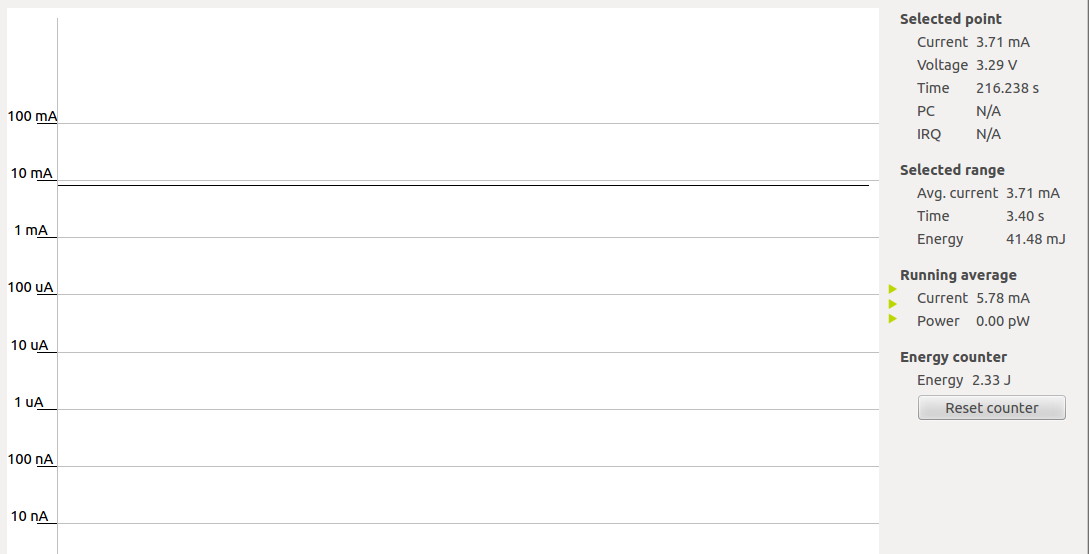 100 mA
10 mA
1 mA
100 uA
10 uA
1 uA
100 nA
10 nA
Selected point
Current 3.71 mA
Voltage 3.29 V
Time 216.238 s
PC N/A
IRQ N/A
Selected range
Avg. current 3.71 mA
Time 3.40 s
Energy 41.48 mJ
Running average
Current 5.78 mA
Power 0.00 pW
Energy counter
Energy 2.33 J
Reset counter